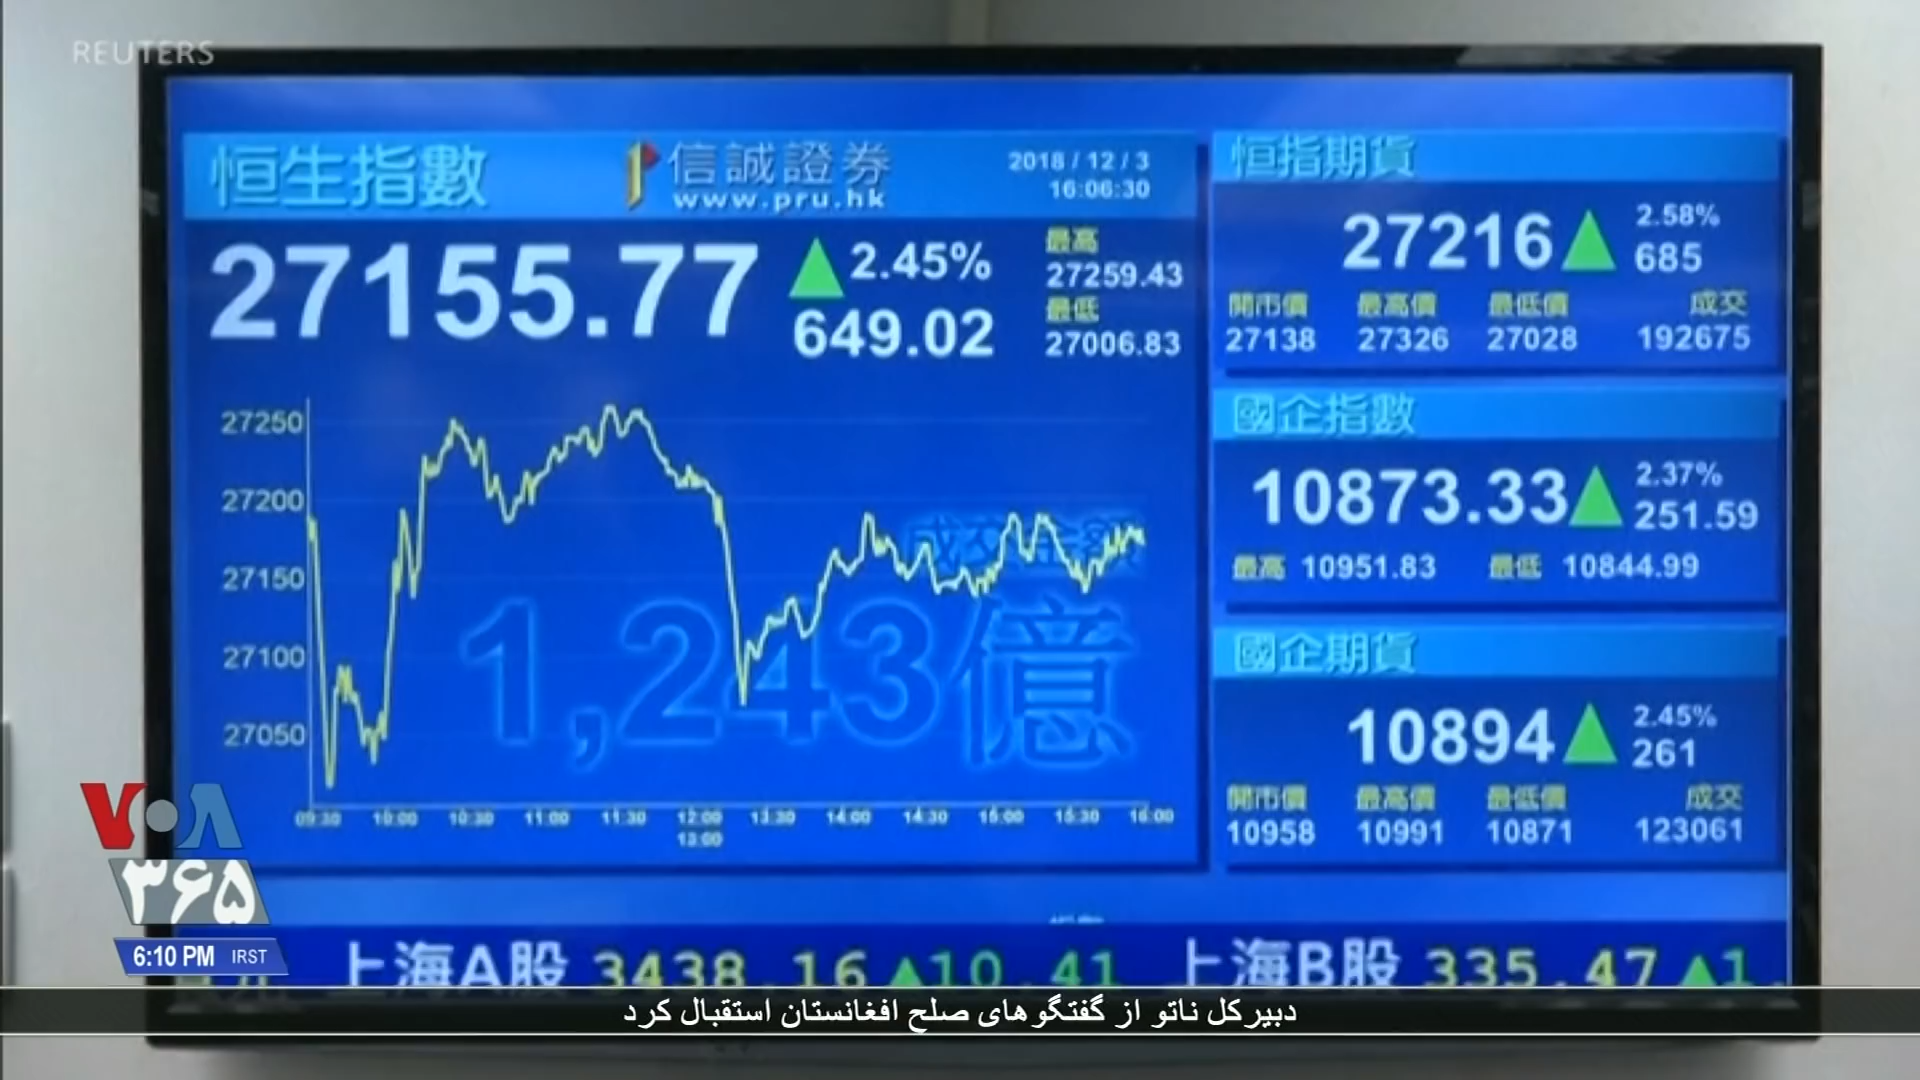 REUTERS
恒生指數
信誠證券
www.pru.hk
2018/12/3
16:06:30
27155.77
2.45%
649.02
最高
27259.43
最低
27006.83
27250
27200
27150
27100
27050
成交金額
1,243億
09:30 10:00 10:30 11:00 11:30 12:00 13:30 14:00 14:30 15:00 15:30 16:00
13:00
恒指期貨
27216
2.58%
685
開市價 最高價 最低價 成交
27138 27326 27028 192675
國企指數
10873.33
2.37%
251.59
最高 10951.83 最低 10844.99
國企期貨
10894
2.45%
261
開市價 最高價 最低價 成交
10958 10991 10871 123061
上海A股 3438.16 ▲10.41 上海B股 335.47 ▲1.
VOA
۳۶۵
6:10 PM IRST
دبیرکل ناتو از گفتگوهای صلح افغانستان استقبال کرد